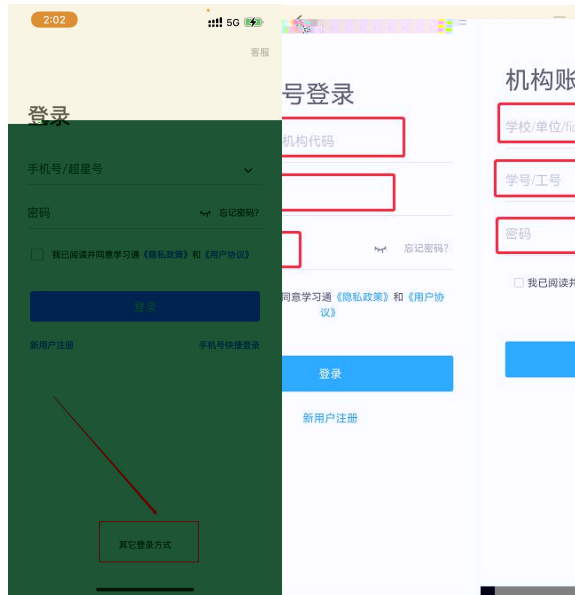 2:02
5G
客服
登录
手机号/超星号
密码
忘记密码?
我已阅读并同意学习通《隐私政策》和《用户协议》
登录
新用户注册
手机号快捷登录
其它登录方式
号登录
机构代码
忘记密码?
同意学习通《隐私政策》和《用户协
议》
登录
新用户注册
机构账
学校/单位/fid
学号/工号
密码
我已阅读并